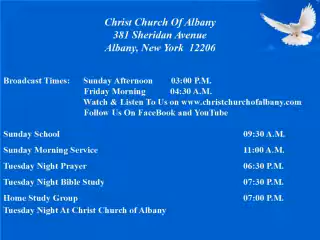 Christ Church Of Albany
381 Sheridan Avenue
Albany, New York 12206
Broadcast Times: Sunday Afternoon 03:00 P.M.
Friday Morning 04:30 A.M.
Watch & Listen To Us on www.christchurchofalbany.com
Follow Us On FaceBook and YouTube
Sunday School 09:30 A.M.
Sunday Morning Service 11:00 A.M.
Tuesday Night Prayer 06:30 P.M.
Tuesday Night Bible Study 07:30 P.M.
Home Study Group 07:00 P.M.
Tuesday Night At Christ Church of Albany